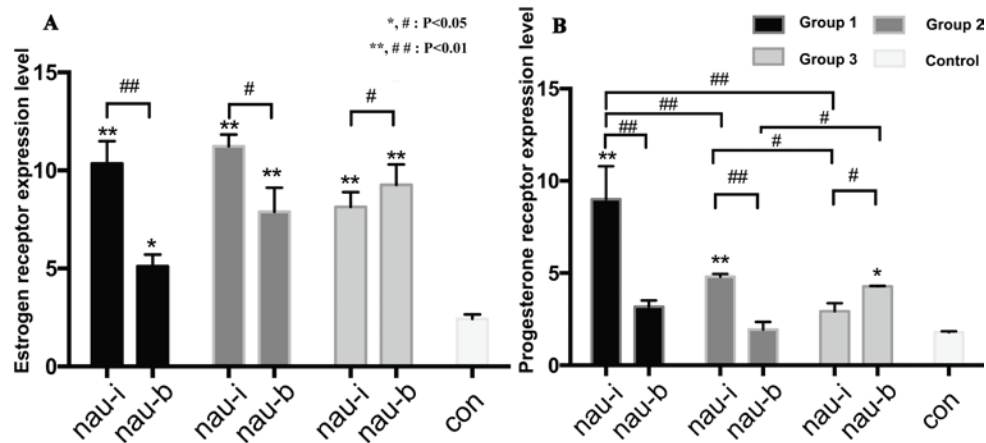 A
*, # : P<0.05
**, ## : P<0.01
Estrogen receptor expression level
15
10
5
0
## # #
** * ** ** ** **
nau-i nau-b nau-i nau-b nau-i nau-b con
B
Group 1 Group 2
Group 3 Control
Progesterone receptor expression level
15
10
5
0
##
## #
## #
## #
** ** *
nau-i nau-b nau-i nau-b nau-i nau-b con